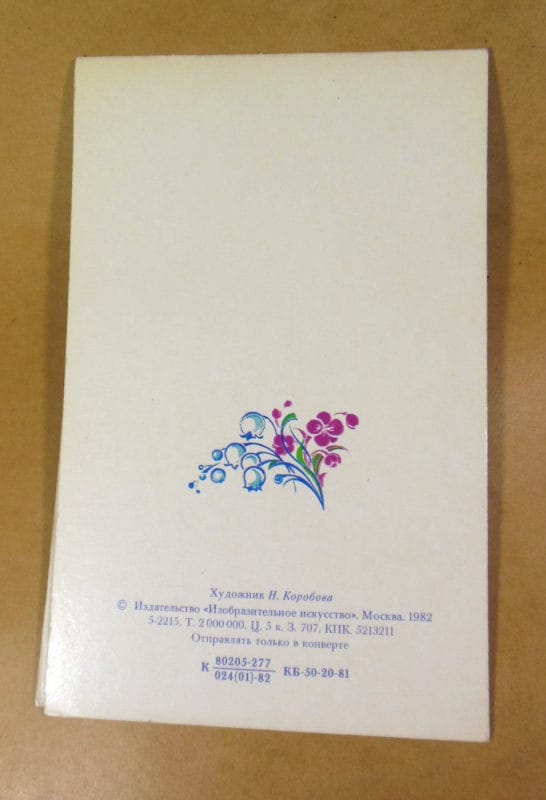 Художник Н. Коробова
© Издательство «Изобразительное искусство». Москва. 1982
5-2215. Т. 2 000 000. Ц. 5 к. З. 707. КПК. 5213211
Отправлять только в конверте
К 80205-277
024(01)-82 КБ-50-20-81